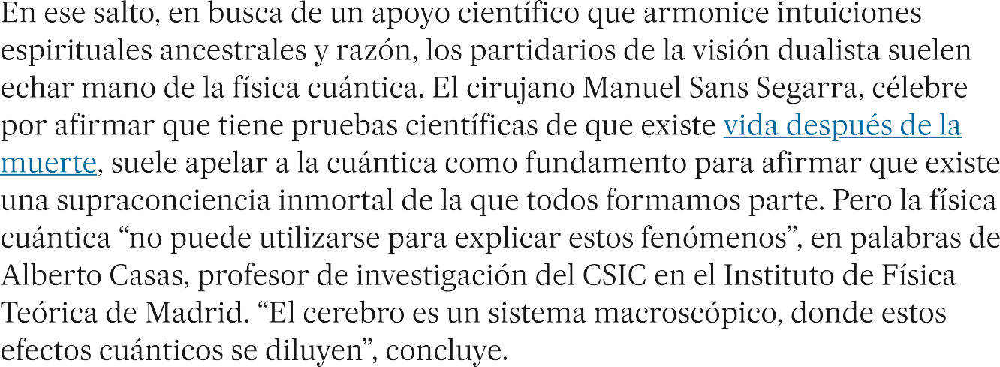 En ese salto, en busca de un apoyo científico que armonice intuiciones
espirituales ancestrales y razón, los partidarios de la visión dualista suelen
echar mano de la física cuántica. El cirujano Manuel Sans Segarra, célebre
por afirmar que tiene pruebas científicas de que existe vida después de la
muerte, suele apelar a la cuántica como fundamento para afirmar que existe
una supraconciencia inmortal de la que todos formamos parte. Pero la física
cuántica “no puede utilizarse para explicar estos fenómenos”, en palabras de
Alberto Casas, profesor de investigación del CSIC en el Instituto de Física
Teórica de Madrid. “El cerebro es un sistema macroscópico, donde estos
efectos cuánticos se diluyen”, concluye.